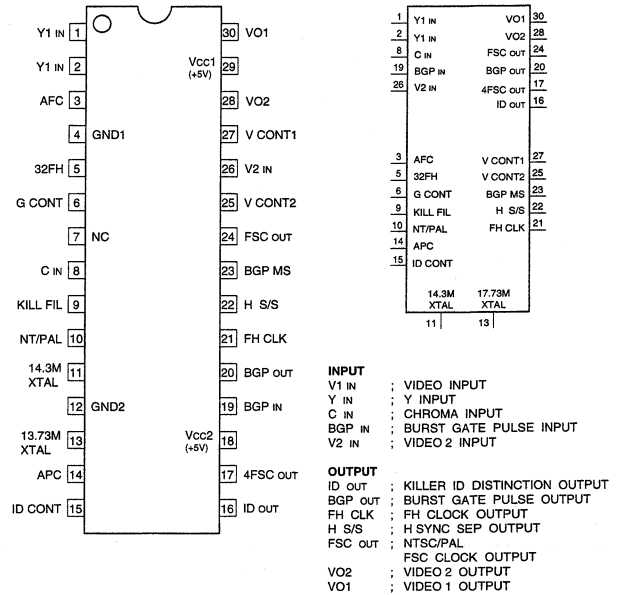 Y1 IN 1
30 VO1
Y1 IN 2
VCC1 (+5V) 29
AFC 3
28 VO2
4 GND1
27 V CONT1
32FH 5
26 V2 IN
G CONT 6
25 V CONT2
7 NC
24 FSC OUT
C IN 8
23 BGP MS
KILL FIL 9
22 H S/S
NT/PAL 10
21 FH CLK
14.3M XTAL 11
20 BGP OUT
12 GND2
19 BGP IN
13.73M XTAL 13
VCC2 (+5V) 18
APC 14
17 4FSC OUT
ID CONT 15
16 ID OUT
1 Y1 IN VO1 30
2 Y1 IN VO2 28
8 C IN FSC OUT 24
19 BGP IN BGP OUT 20
26 V2 IN 4FSC OUT 17
ID OUT 16
3 AFC V CONT1 27
5 32FH V CONT2 25
6 G CONT BGP MS 23
9 KILL FIL H S/S 22
10 NT/PAL FH CLK 21
14 APC
15 ID CONT
14.3M 17.73M
XTAL XTAL
11 13
INPUT
V1 IN ; VIDEO INPUT
Y IN ; Y INPUT
C IN ; CHROMA INPUT
BGP IN ; BURST GATE PULSE INPUT
V2 IN ; VIDEO 2 INPUT
OUTPUT
ID OUT ; KILLER ID DISTINCTION OUTPUT
BGP OUT ; BURST GATE PULSE OUTPUT
FH CLK ; FH CLOCK OUTPUT
H S/S ; H SYNC SEP OUTPUT
FSC OUT ; NTSC/PAL
FSC CLOCK OUTPUT
VO2 ; VIDEO 2 OUTPUT
VO1 ; VIDEO 1 OUTPUT